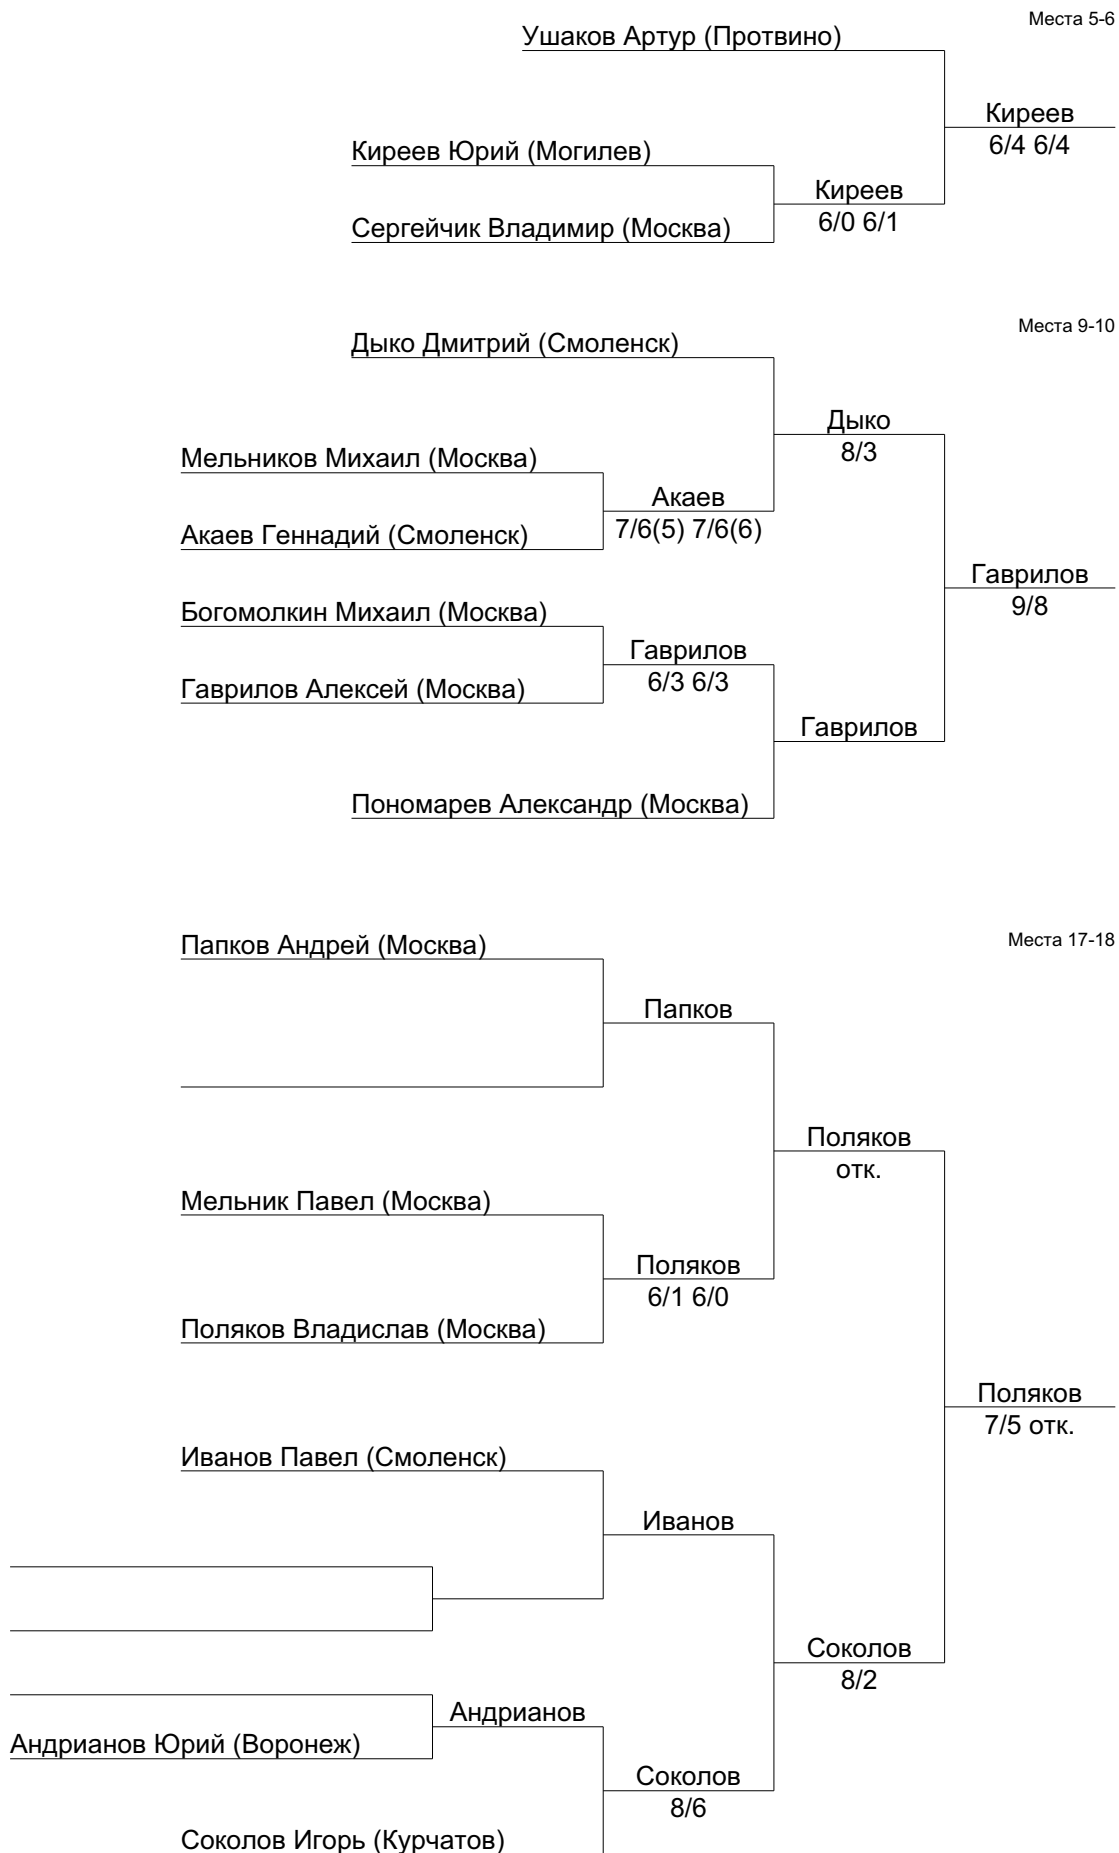 Места 5-6
Ушаков Артур (Протвино)
Киреев
6/4 6/4
Киреев Юрий (Могилев)
Киреев
6/0 6/1
Сергейчик Владимир (Москва)
Места 9-10
Дыко Дмитрий (Смоленск)
Дыко
8/3
Мельников Михаил (Москва)
Акаев
7/6(5) 7/6(6)
Акаев Геннадий (Смоленск)
Гаврилов
9/8
Богомолкин Михаил (Москва)
Гаврилов
6/3 6/3
Гаврилов Алексей (Москва)
Гаврилов
Пономарев Александр (Москва)
Места 17-18
Папков Андрей (Москва)
Папков
Поляков
отк.
Мельник Павел (Москва)
Поляков
6/1 6/0
Поляков Владислав (Москва)
Поляков
7/5 отк.
Иванов Павел (Смоленск)
Иванов
Соколов
8/2
Андрианов
Андрианов Юрий (Воронеж)
Соколов
8/6
Соколов Игорь (Курчатов)